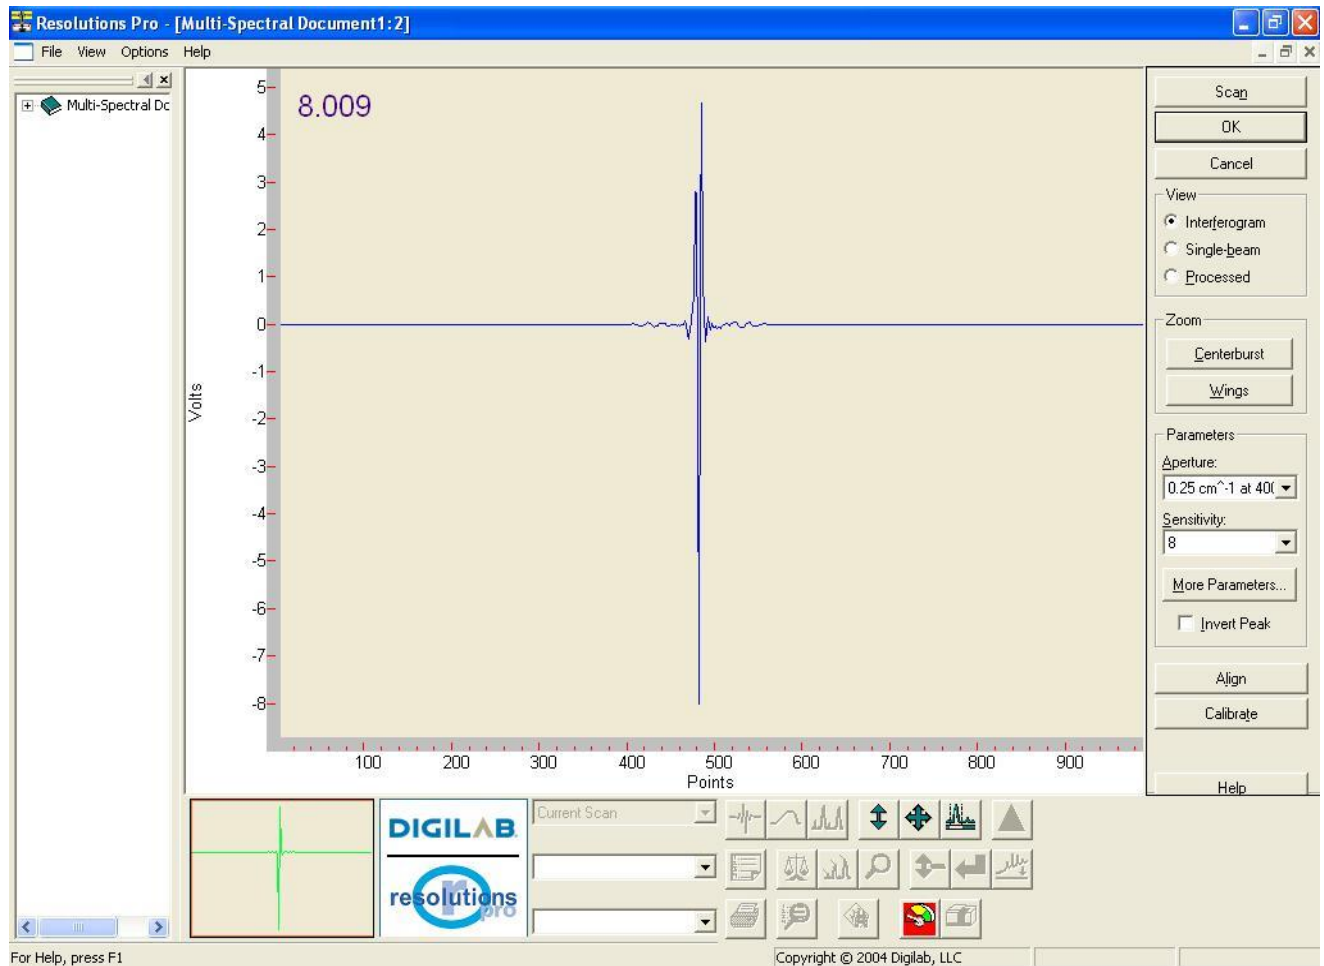 Resolutions Pro - [Multi-Spectral Document1:2]
File View Options Help
Multi-Spectral Dc
8.009
5
4
3
2
1
0
-1
-2
-3
-4
-5
-6
-7
-8
Volts
100 200 300 400 500 600 700 800 900
Points
Scan
OK
Cancel
View
Interferogram
Single-beam
Processed
Zoom
Centerburst
Wings
Parameters
Aperture:
0.25 cm^-1 at 40(
Sensitivity:
8
More Parameters...
Invert Peak
Align
Calibrate
Help
DIGILAB
resolutions
pro
Current Scan
For Help, press F1
Copyright © 2004 Digilab, LLC